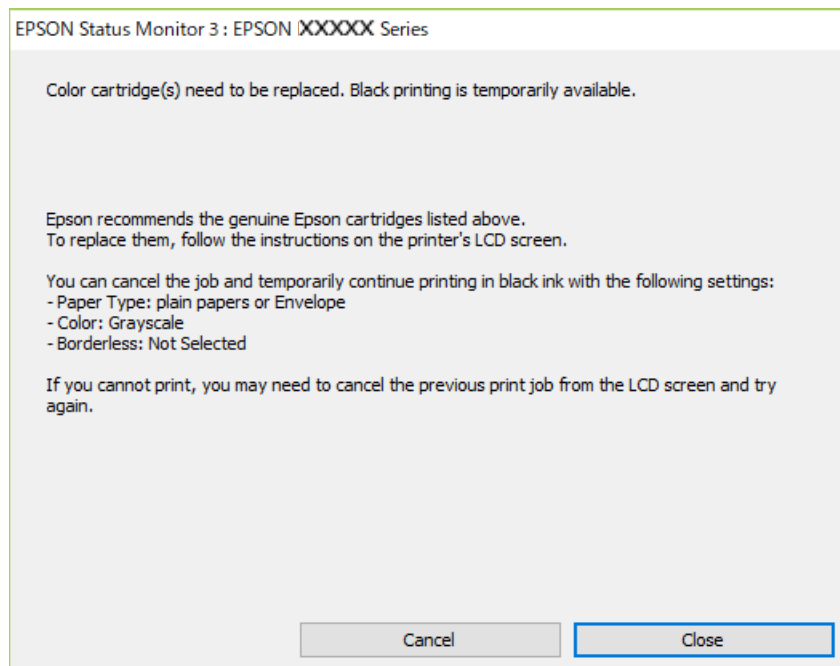 EPSON Status Monitor 3 : EPSON XXXXX Series
Color cartridge(s) need to be replaced. Black printing is temporarily available.
Epson recommends the genuine Epson cartridges listed above.
To replace them, follow the instructions on the printer's LCD screen.
You can cancel the job and temporarily continue printing in black ink with the following settings:
- Paper Type: plain papers or Envelope
- Color: Grayscale
- Borderless: Not Selected
If you cannot print, you may need to cancel the previous print job from the LCD screen and try
again.
Cancel
Close